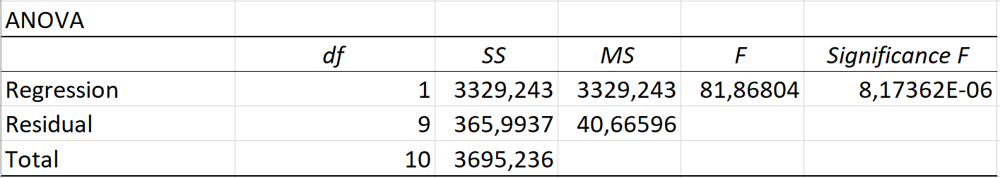 ANOVA
df SS MS F Significance F
Regression 1 3329,243 3329,243 81,86804 8,17362E-06
Residual 9 365,9937 40,66596
Total 10 3695,236